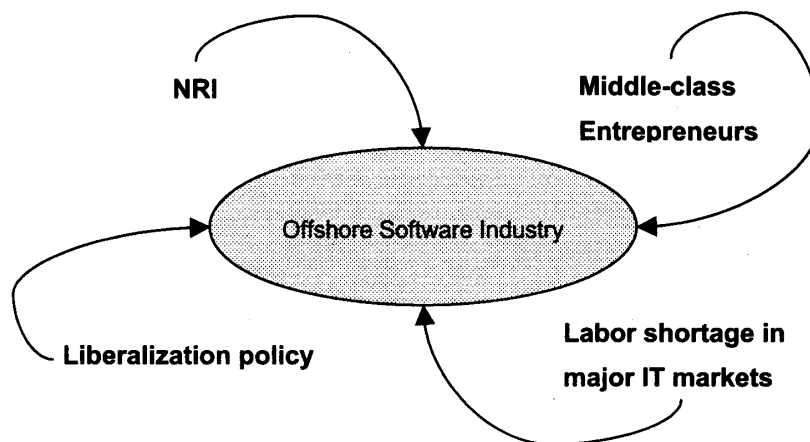 NRI
Middle-class
Entrepreneurs
Offshore Software Industry
Liberalization policy
Labor shortage in
major IT markets